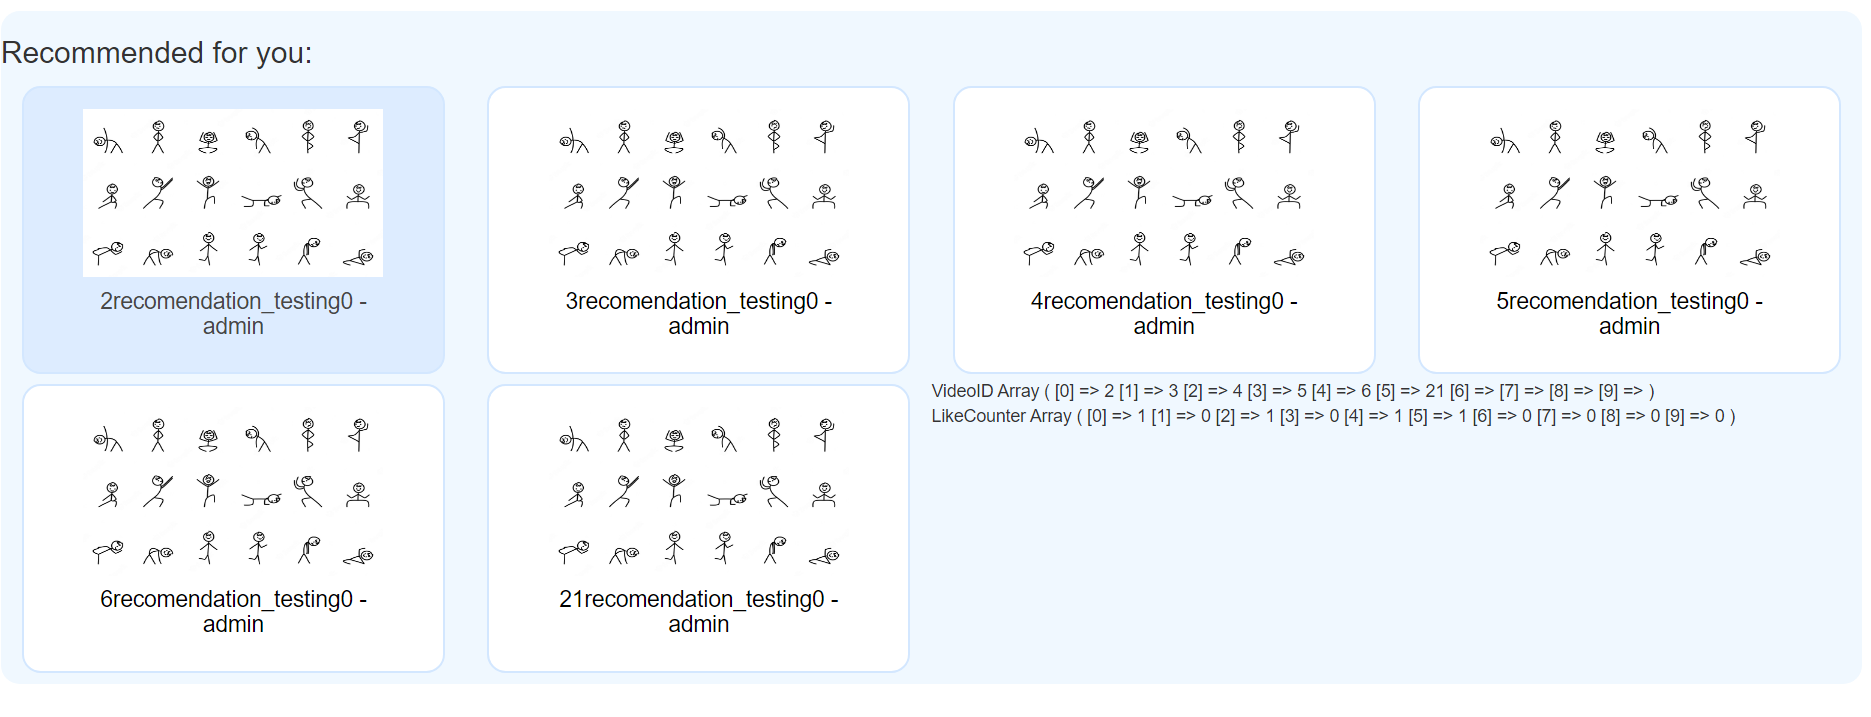 Recommended for you:
2recomendation_testing0 -
admin
3recomendation_testing0 -
admin
4recomendation_testing0 -
admin
5recomendation_testing0 -
admin
6recomendation_testing0 -
admin
21recomendation_testing0 -
admin
VideoID Array ( [0] => 2 [1] => 3 [2] => 4 [3] => 5 [4] => 6 [5] => 21 [6] => [7] => [8] => [9] => )
LikeCounter Array ( [0] => 1 [1] => 0 [2] => 1 [3] => 0 [4] => 1 [5] => 1 [6] => 0 [7] => 0 [8] => 0 [9] => 0 )